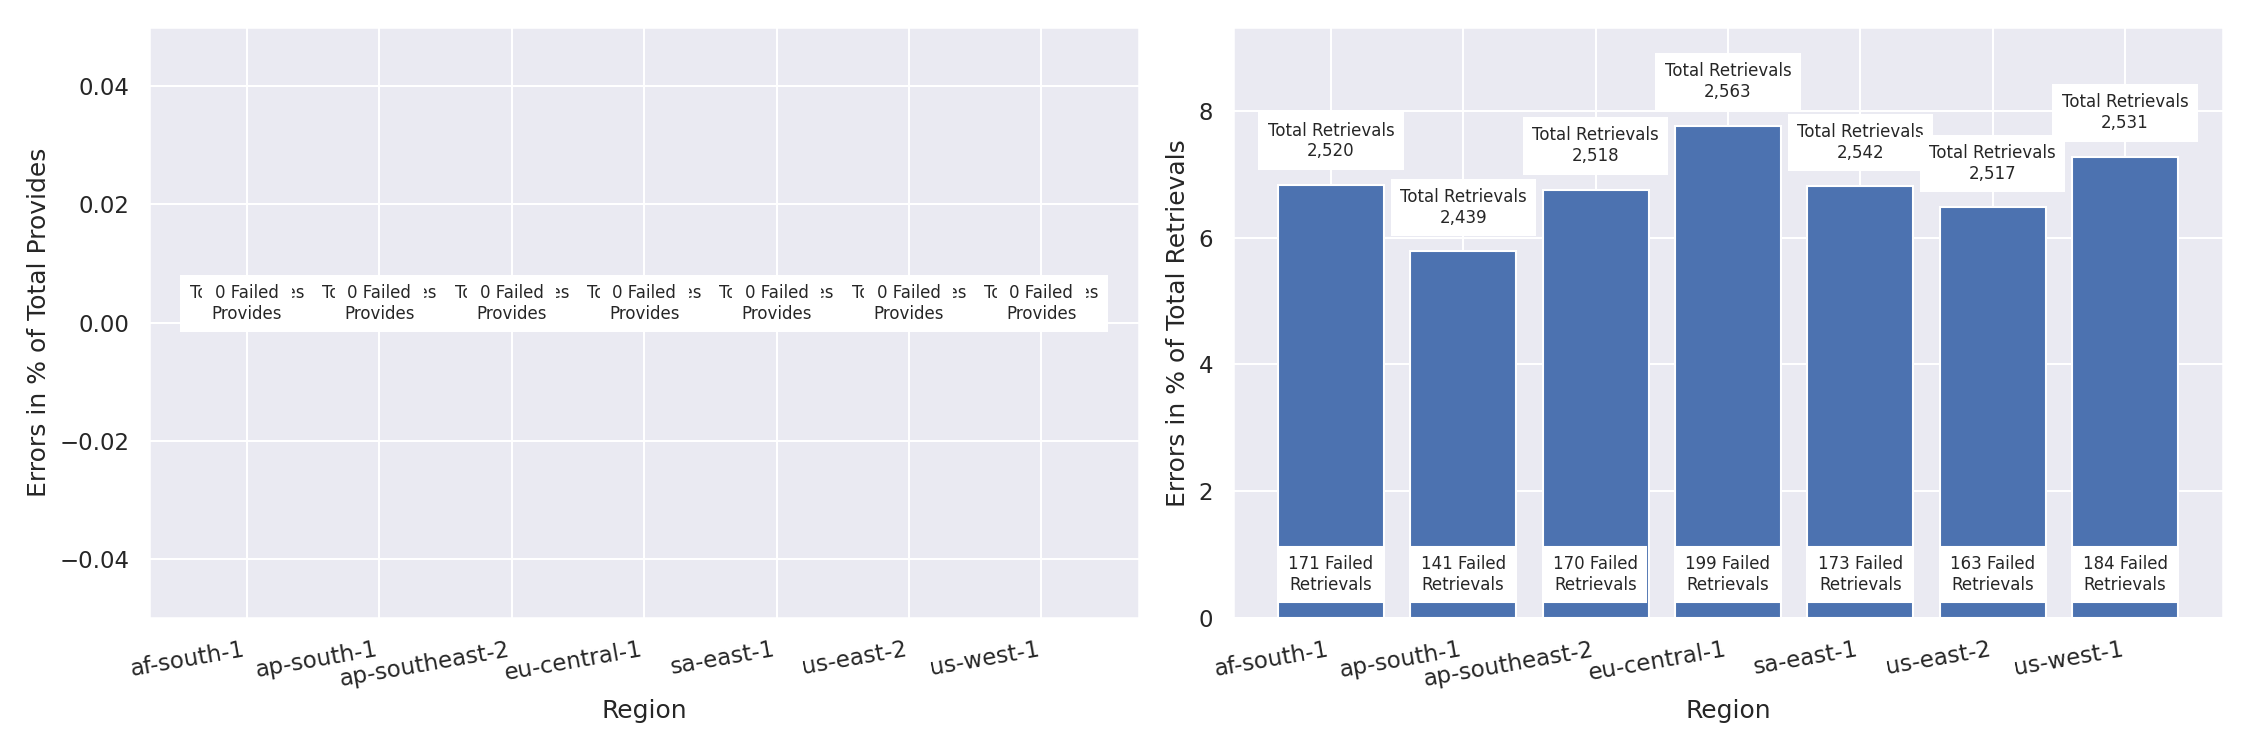 Errors in % of Total Provides
0.04
0.02
0.00
−0.02
−0.04
0 Failed
Provides
0 Failed
Provides
0 Failed
Provides
0 Failed
Provides
0 Failed
Provides
0 Failed
Provides
0 Failed
Provides
af-south-1
ap-south-1
ap-southeast-2
eu-central-1
sa-east-1
us-east-2
us-west-1
Region
Errors in % of Total Retrievals
8
6
4
2
0
Total Retrievals
2,520
Total Retrievals
2,439
Total Retrievals
2,518
Total Retrievals
2,563
Total Retrievals
2,542
Total Retrievals
2,517
Total Retrievals
2,531
171 Failed
Retrievals
141 Failed
Retrievals
170 Failed
Retrievals
199 Failed
Retrievals
173 Failed
Retrievals
163 Failed
Retrievals
184 Failed
Retrievals
af-south-1
ap-south-1
ap-southeast-2
eu-central-1
sa-east-1
us-east-2
us-west-1
Region